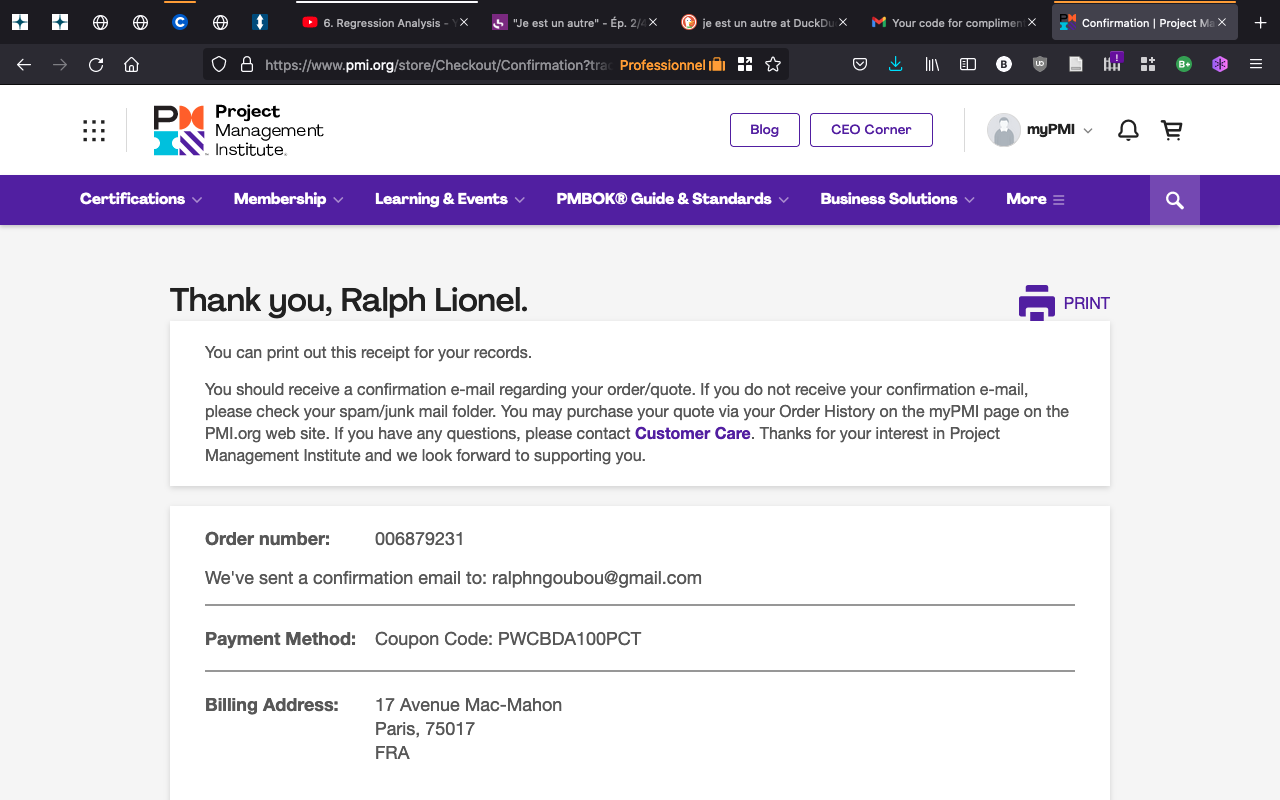 6. Regression Analysis - Y
"Je est un autre" - Ép. 2/4
je est un autre at DuckDu
Your code for complimen
Confirmation | Project Ma
https://www.pmi.org/store/Checkout/Confirmation?tra
Professionnel
Project
Management
Institute.
Blog
CEO Corner
myPMI
Certifications
Membership
Learning & Events
PMBOK® Guide & Standards
Business Solutions
More
Thank you, Ralph Lionel.
PRINT
You can print out this receipt for your records.
You should receive a confirmation e-mail regarding your order/quote. If you do not receive your confirmation e-mail,
please check your spam/junk mail folder. You may purchase your quote via your Order History on the myPMI page on the
PMI.org web site. If you have any questions, please contact Customer Care. Thanks for your interest in Project
Management Institute and we look forward to supporting you.
Order number: 006879231
We've sent a confirmation email to: ralphngoubou@gmail.com
Payment Method: Coupon Code: PWCBDA100PCT
Billing Address: 17 Avenue Mac-Mahon
Paris, 75017
FRA